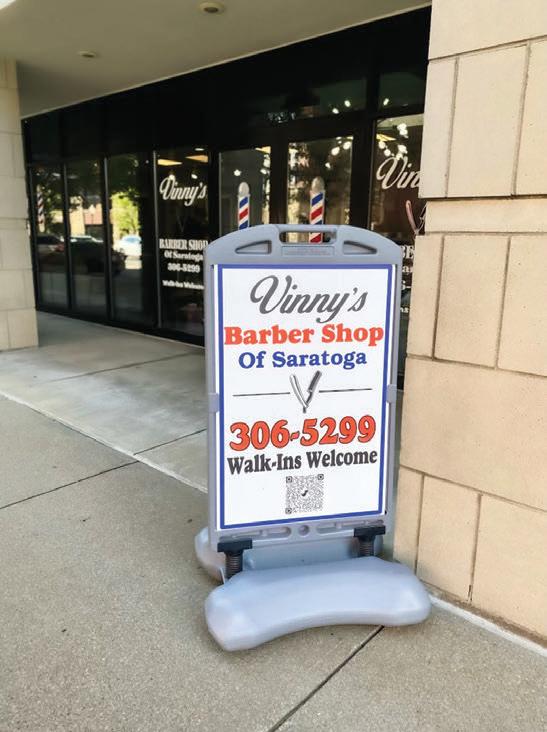 Vinny's
Barber Shop
Of Saratoga
306-5299
Walk-Ins Welcome
Vinny's
BARBER SHOP
Of Saratoga
306-5299
Walk-Ins Welcome
Vin